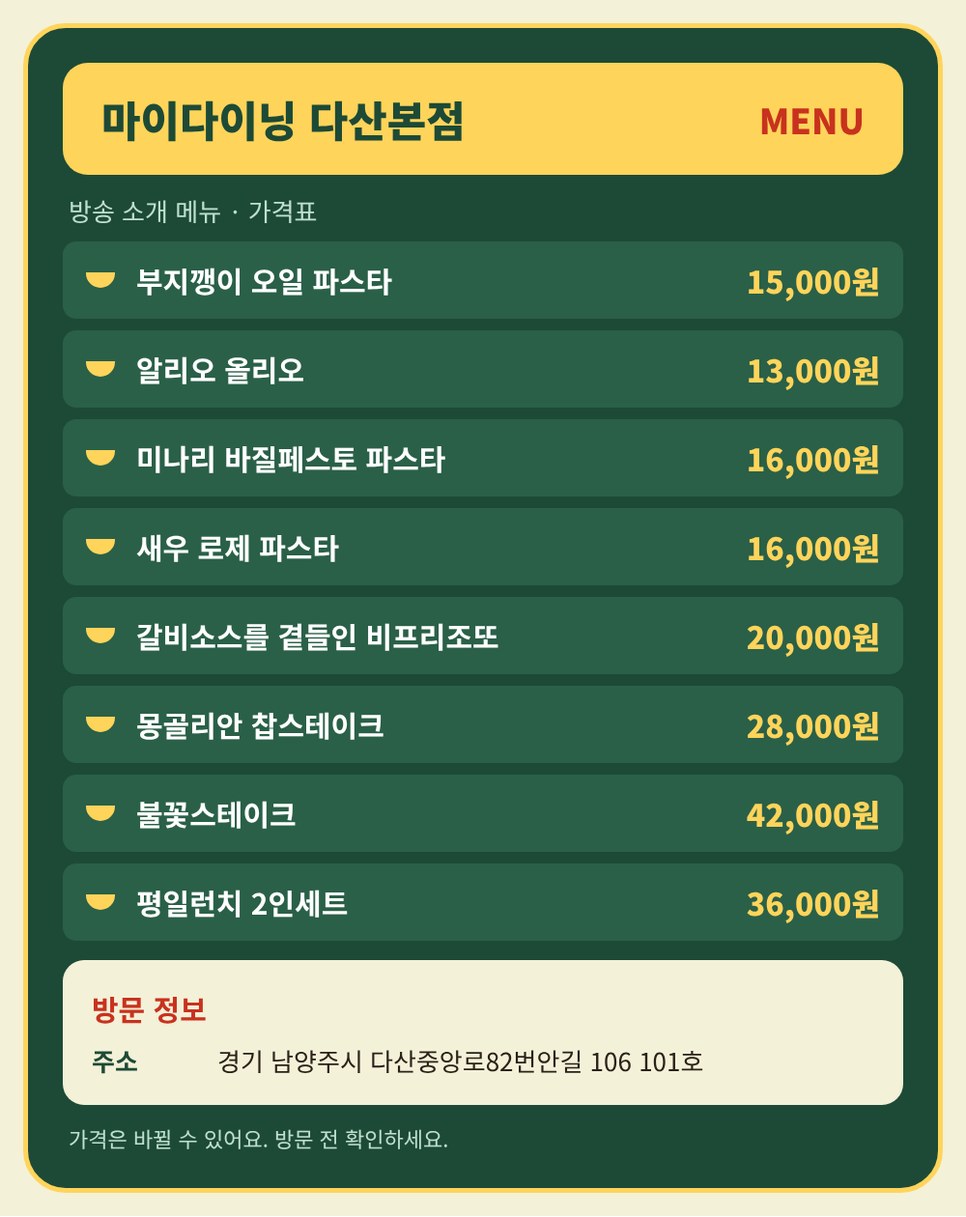 마이다이닝 다산본점 MENU
방송 소개 메뉴 · 가격표
부지깽이 오일 파스타 15,000원
알리오 올리오 13,000원
미나리 바질페스토 파스타 16,000원
새우 로제 파스타 16,000원
갈비소스를 곁들인 비프리조또 20,000원
몽골리안 찹스테이크 28,000원
불꽃스테이크 42,000원
평일런치 2인세트 36,000원
방문 정보
주소 경기 남양주시 다산중앙로82번안길 106 101호
가격은 바뀔 수 있어요. 방문 전 확인하세요.